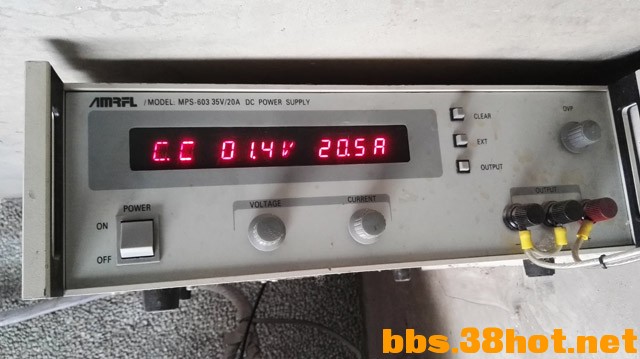 AMREL / MODEL: MPS-603 35V/20A DC POWER SUPPLY
C.C 01.4V 20.5A
CLEAR
EXT
OUTPUT
OVP
POWER
ON
OFF
VOLTAGE
CURRENT
OUTPUT
bbs.38hot.net